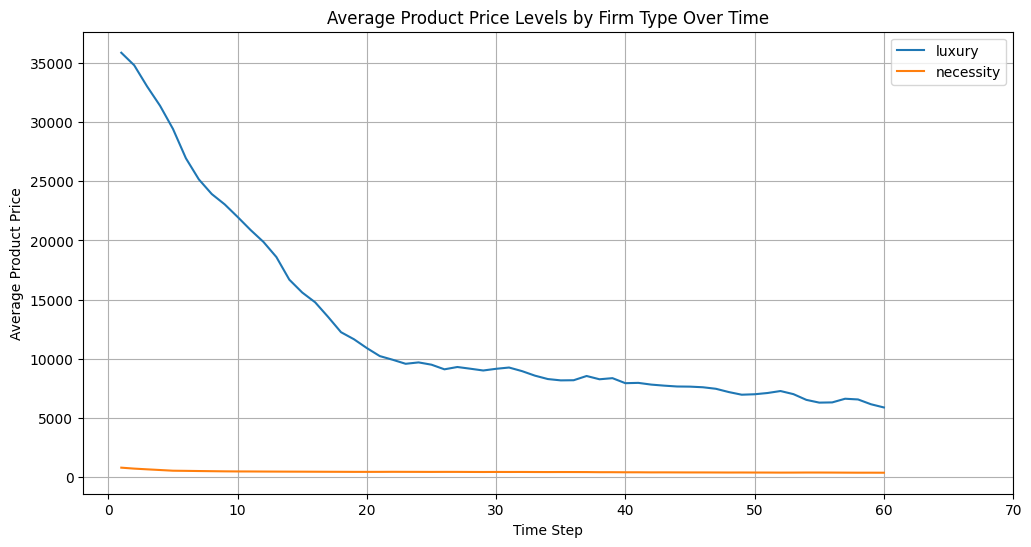 Average Product Price Levels by Firm Type Over Time
luxury
necessity
Average Product Price
35000
30000
25000
20000
15000
10000
5000
0
0 10 20 30 40 50 60 70
Time Step